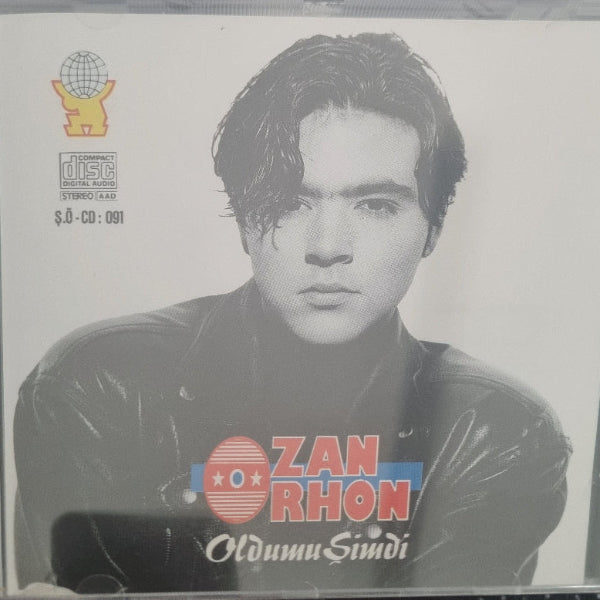 COMPACT
disc
DIGITAL AUDIO
STEREO AAD
Ş.Ö - CD : 091
OZAN
ORHON
Oldumu Şimdi